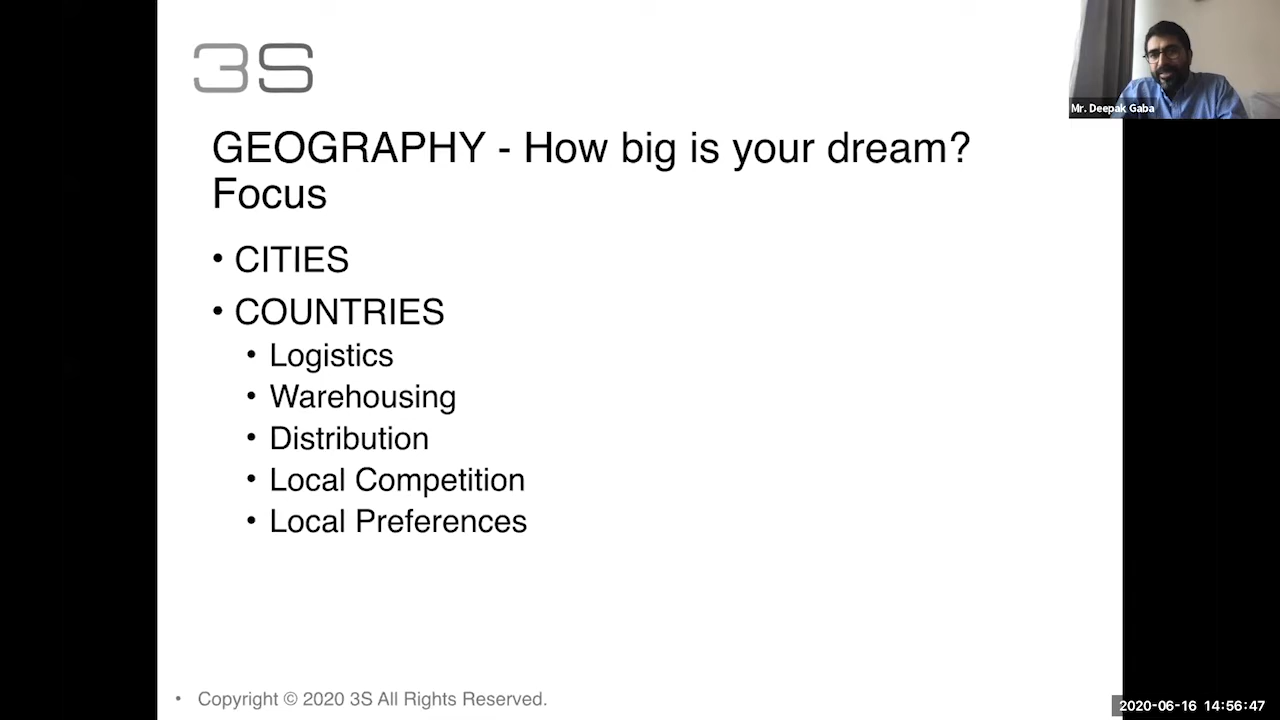 3S
Mr. Deepak Gaba
GEOGRAPHY - How big is your dream?
Focus
• CITIES
• COUNTRIES
• Logistics
• Warehousing
• Distribution
• Local Competition
• Local Preferences
• Copyright © 2020 3S All Rights Reserved.
2020-06-16 14:56:47